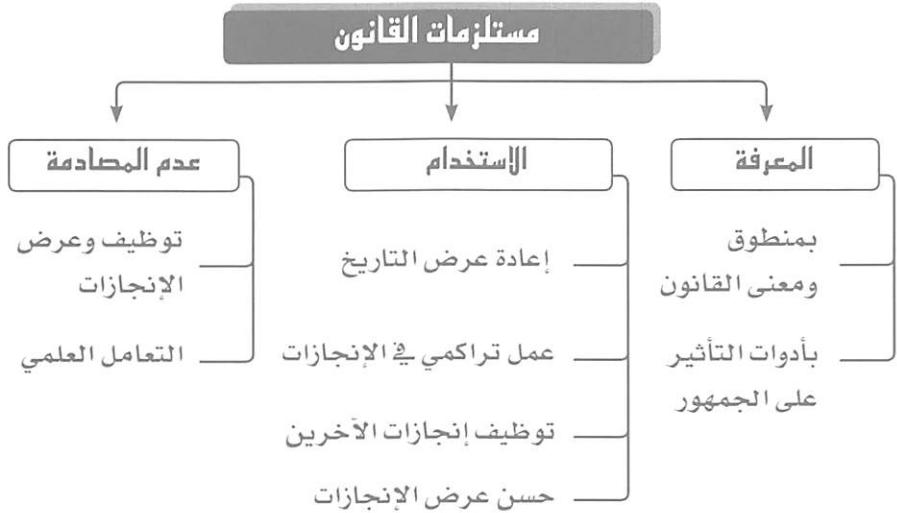 مستلزمات القانون
المعرفة
بمنطوق
ومعنى القانون
بأدوات التأثير
على الجمهور
الإستخدام
إعادة عرض التاريخ
عمل تراكمي في الإنجازات
توظيف إنجازات الآخرين
حسن عرض الإنجازات
عدم المصادمة
توظيف وعرض
الإنجازات
التعامل العلمي